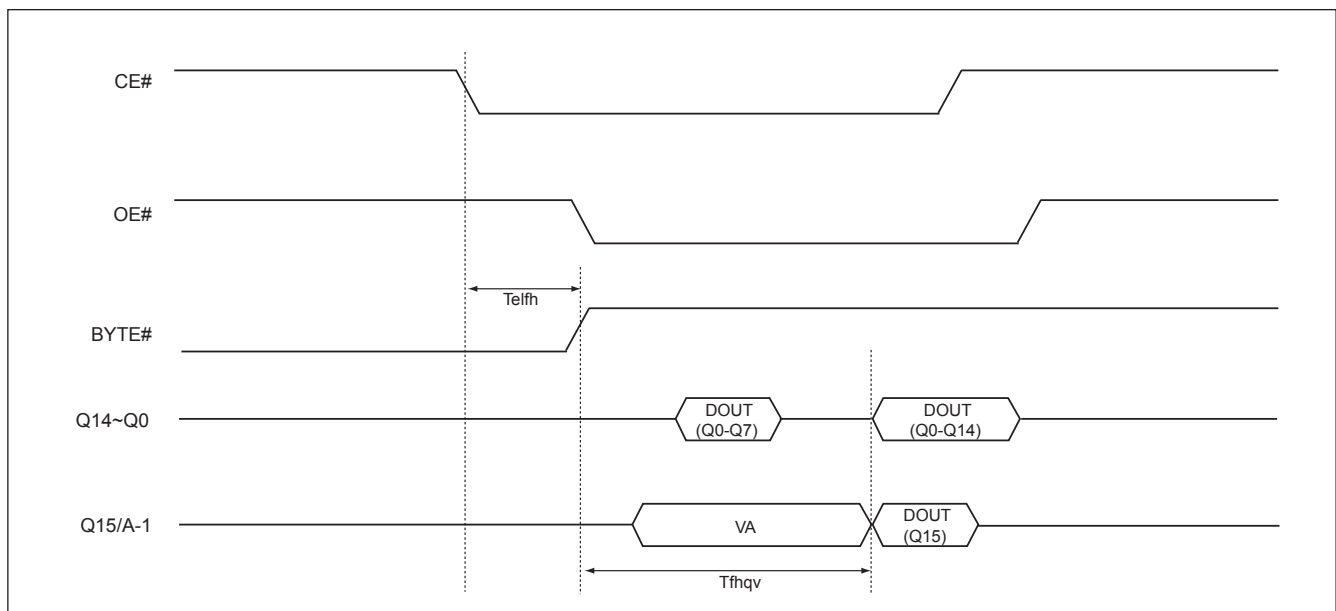 CE#
OE#
Telfh
BYTE#
Q14~Q0
DOUT
(Q0-Q7)
DOUT
(Q0-Q14)
Q15/A-1
VA
DOUT
(Q15)
Tfhqv